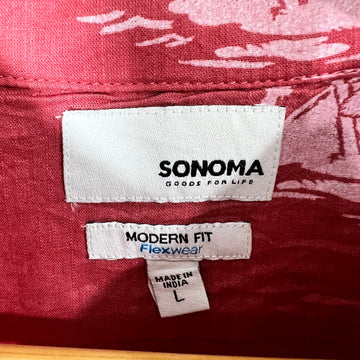 SONOMA
GOODS FOR LIFE
MODERN FIT
Flexwear
MADE IN
INDIA
L